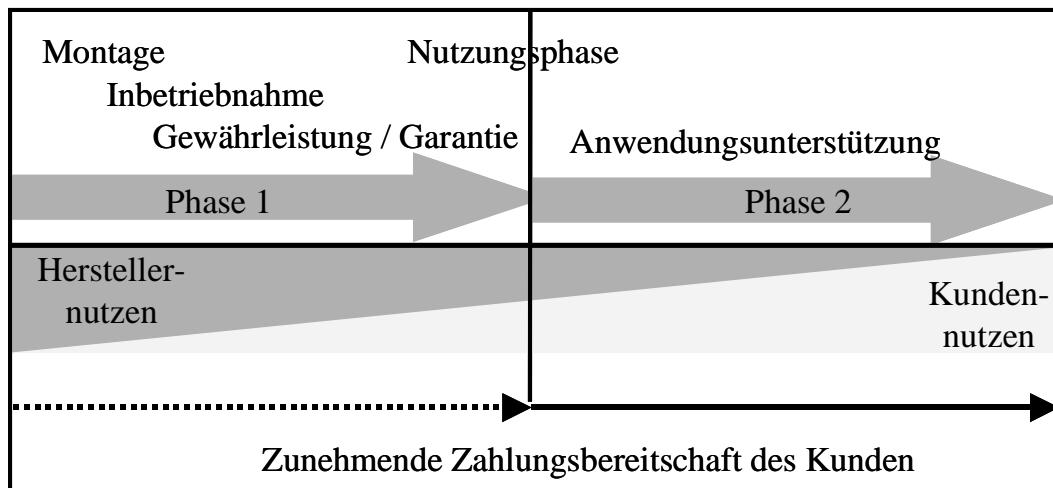 Montage
Nutzungsphase
Inbetriebnahme
Gewährleistung / Garantie
Anwendungsunterstützung
Phase 1
Phase 2
Hersteller-
nutzen
Kunden-
nutzen
Zunehmende Zahlungsbereitschaft des Kunden